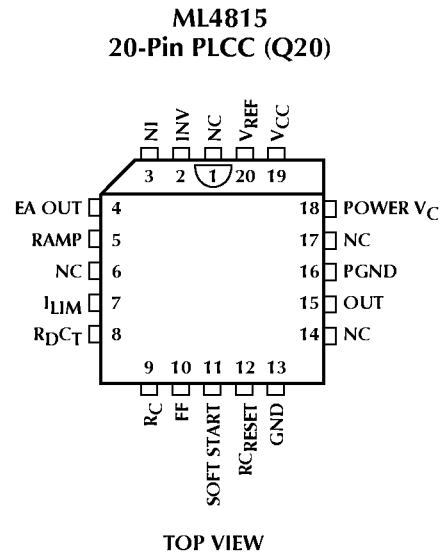 ML4815
20-Pin PLCC (Q20)
NI INV NC VREF VCC
3 2 1 20 19
EA OUT 4
RAMP 5
NC 6
ILIM 7
RDCT 8
18 POWER VC
17 NC
16 PGND
15 OUT
14 NC
9 10 11 12 13
RC FF SOFT START RCRESET GND
TOP VIEW